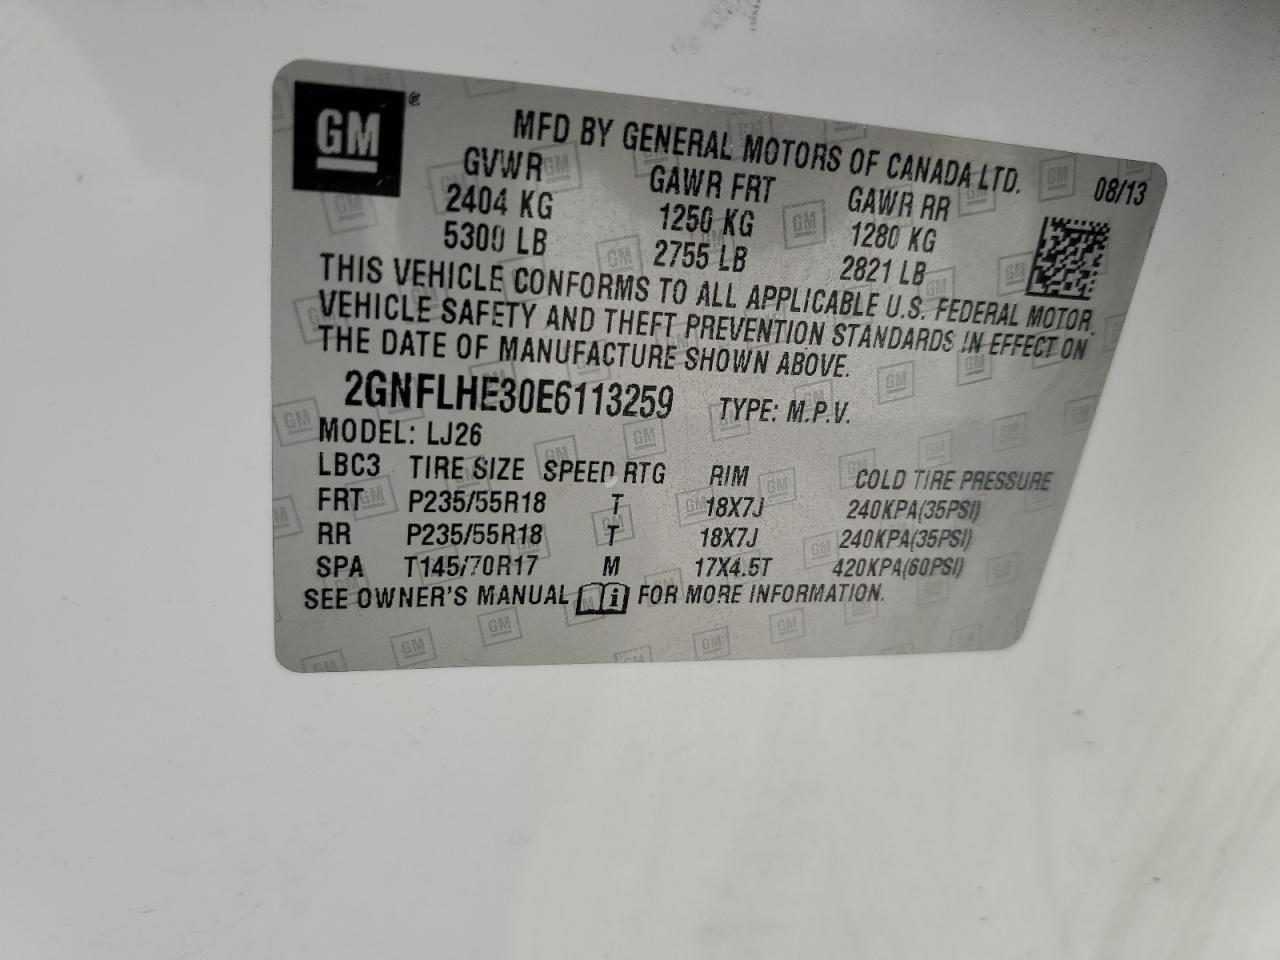 GM
MFD BY GENERAL MOTORS OF CANADA LTD.
08/13
GVWR GAWR FRT GAWR RR
2404 KG 1250 KG 1280 KG
5300 LB 2755 LB 2821 LB
THIS VEHICLE CONFORMS TO ALL APPLICABLE U.S. FEDERAL MOTOR
VEHICLE SAFETY AND THEFT PREVENTION STANDARDS IN EFFECT ON
THE DATE OF MANUFACTURE SHOWN ABOVE.
2GNFLHE30E6113259 TYPE: M.P.V.
MODEL: LJ26
LBC3 TIRE SIZE SPEED RTG RIM COLD TIRE PRESSURE
FRT P235/55R18 T 18X7J 240KPA(35PSI)
RR P235/55R18 T 18X7J 240KPA(35PSI)
SPA T145/70R17 M 17X4.5T 420KPA(60PSI)
SEE OWNER'S MANUAL i FOR MORE INFORMATION.